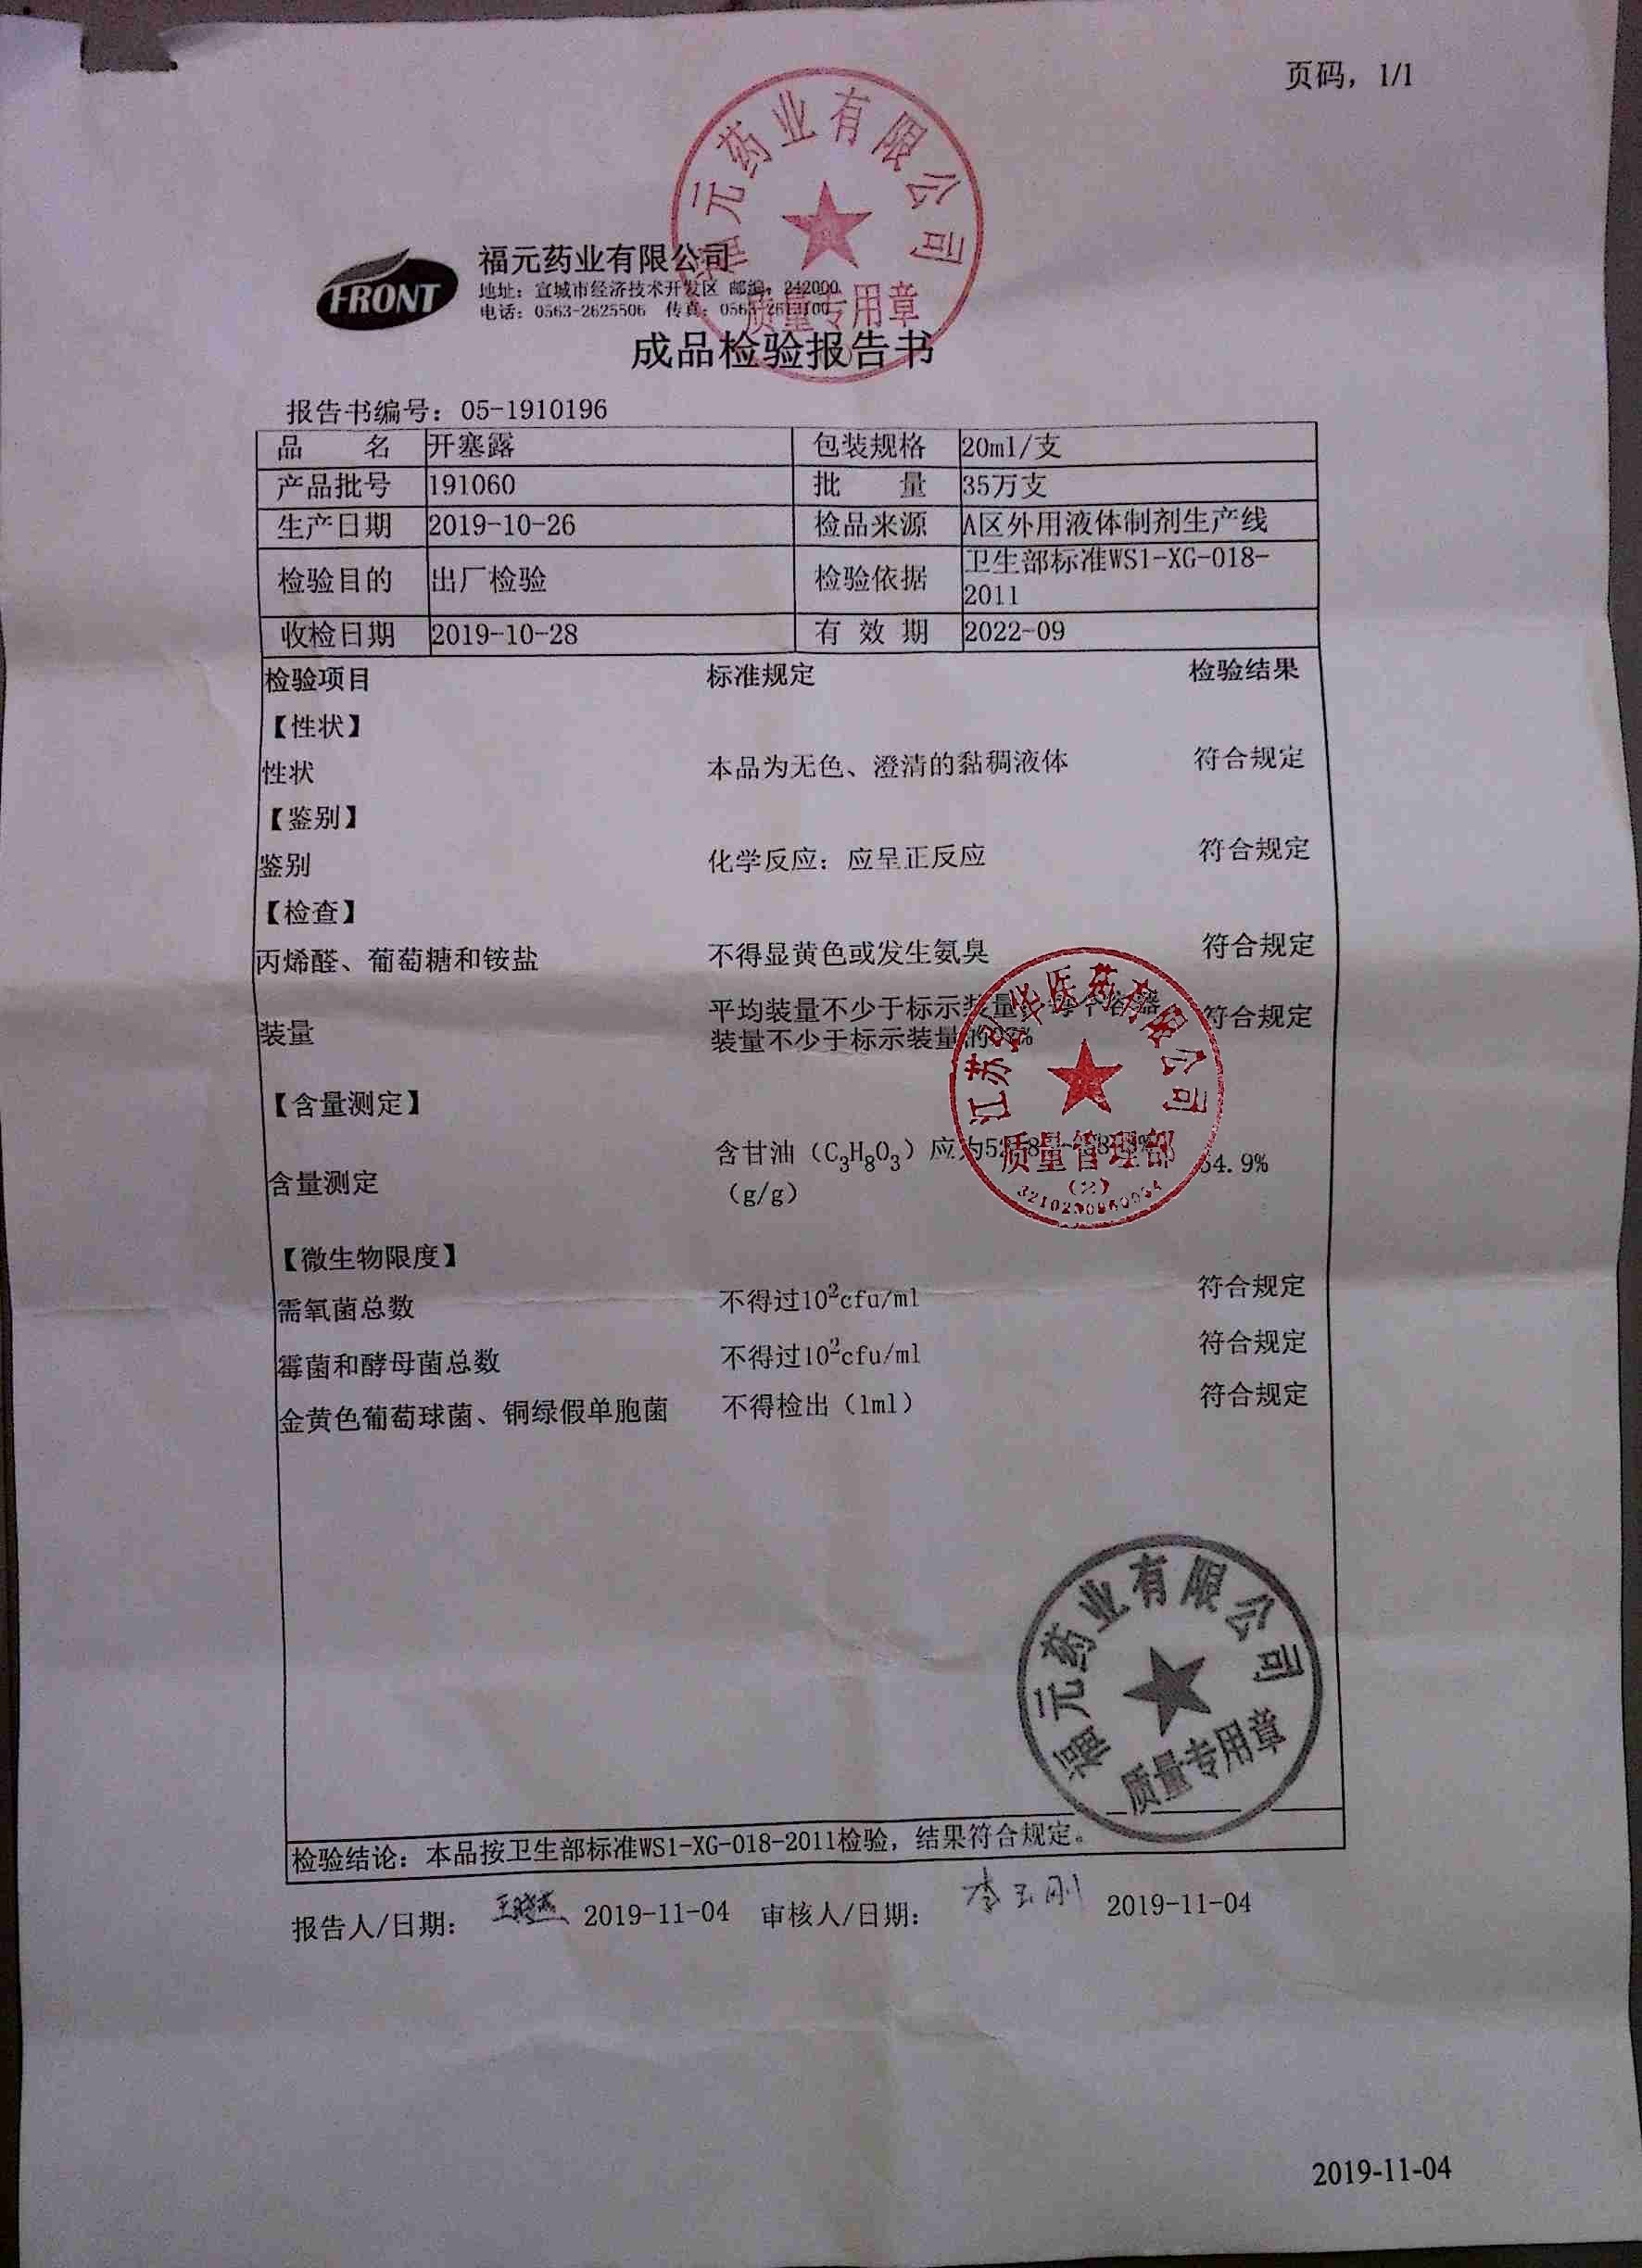 页码，1/1
FRONT
福元药业有限公司
地址：宣城市经济技术开发区 邮编：242000
电话：0563-2625506 传真：
福元药业有限公司
质量专用章
成品检验报告书
报告书编号：05-1910196
品 名 开塞露 包装规格 20ml/支
产品批号 191060 批 量 35万支
生产日期 2019-10-26 检品来源 A区外用液体制剂生产线
检验目的 出厂检验 检验依据 卫生部标准WS1-XG-018-
2011
收检日期 2019-10-28 有 效 期 2022-09
检验项目 标准规定 检验结果
【性状】
性状 本品为无色、澄清的黏稠液体 符合规定
【鉴别】
鉴别 化学反应：应呈正反应 符合规定
【检查】
丙烯醛、葡萄糖和铵盐 不得显黄色或发生氨臭 符合规定
装量 平均装量不少于标示装量，每个容器 符合规定
装量不少于标示装量的
【含量测定】
含量测定 含甘油（C₃H₈O₃）应为 4.9%
（g/g）
江苏 华医药有限公司
质量管理部
（2）
【微生物限度】
需氧菌总数 不得过10²cfu/ml 符合规定
霉菌和酵母菌总数 不得过10²cfu/ml 符合规定
金黄色葡萄球菌、铜绿假单胞菌 不得检出（1ml） 符合规定
福元药业有限公司
质量专用章
检验结论：本品按卫生部标准WS1-XG-018-2011检验，结果符合规定。
报告人/日期： 王晓燕 2019-11-04 审核人/日期： 李玉刚 2019-11-04
2019-11-04